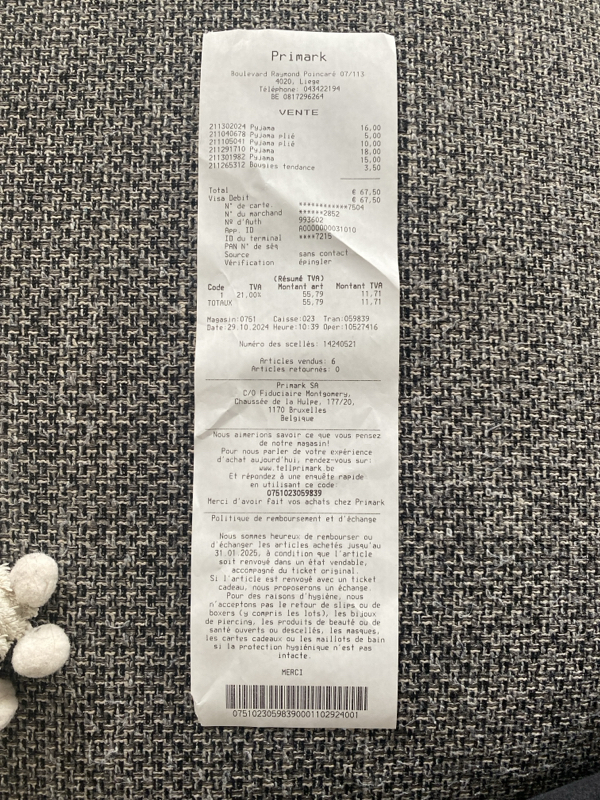 Primark
Boulevard Raymond Poincaré 07/113
4020, Liege
Téléphone: 043422194
BE 0817296264
VENTE
211302024 Pyjama 16,00
211040678 Pyjama plié 5,00
211105041 Pyjama plié 10,00
211291710 Pyjama 18,00
211301982 Pyjama 15,00
211265312 Bougies tendance 3,50
Total € 67,50
Visa Debit € 67,50
N° de carte. ************7504
N° du marchand ******2852
Nº d'Auth 993602
App. ID A0000000031010
ID du terminal ****7215
PAN N° de séq
Source sans contact
Vérification épingler
(Résumé TVA)
Code TVA Montant art Montant TVA
1 21,00% 55,79 11,71
TOTAUX 55,79 11,71
Magasin:0751 Caisse:023 Tran:059839
Date:29.10.2024 Heure:10:39 Oper:10527416
Numéro des scellés: 14240521
Articles vendus: 6
Articles retournés: 0
Primark SA
C/O Fiduciaire Montgomery,
Chaussée de la Hulpe, 177/20,
1170 Bruxelles
Belgique
Nous aimerions savoir ce que vous pensez
de notre magasin!
Pour nous parler de votre expérience
d'achat aujourd'hui, rendez-vous sur:
www.tellprimark.be
Et répondez à une enquête rapide
en utilisant ce code:
0751023059839
Merci d'avoir fait vos achats chez Primark
Politique de remboursement et d'échange
Nous sommes heureux de rembourser ou
d'échanger les articles achetés jusqu'au
31.01.2025, à condition que l'article
soit renvoyé dans un état vendable,
accompagné du ticket original.
Si l'article est renvoyé avec un ticket
cadeau, nous proposerons un échange.
Pour des raisons d'hygiène, nous
n'acceptons pas le retour de slips ou de
boxers (y compris les lots), les bijoux
de piercing, les produits de beauté ou de
santé ouverts ou descellés, les masques,
les cartes cadeaux ou les maillots de bain
si la protection hygiénique n'est pas
intacte.
MERCI
07510230598390001102924001